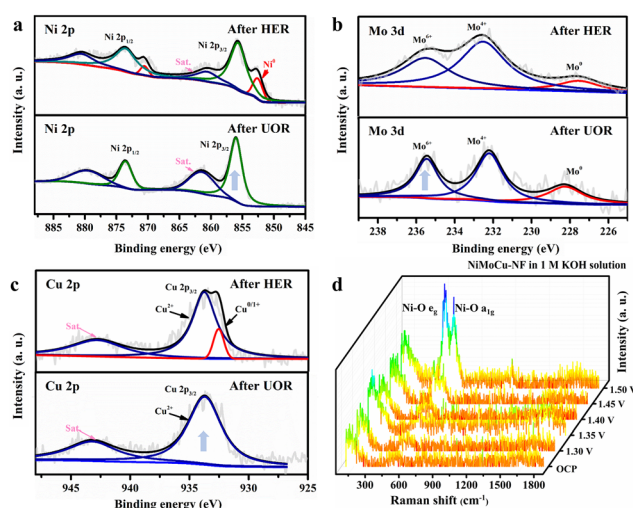 a
Ni 2p
After HER
Ni 2p1/2
Ni 2p3/2
Sat.
Ni0
Ni 2p
After UOR
Ni 2p1/2
Ni 2p3/2
Sat.
Intensity (a. u.)
885 880 875 870 865 860 855 850 845
Binding energy (eV)
b
Mo 3d
After HER
Mo6+
Mo4+
Mo0
Mo 3d
After UOR
Mo6+
Mo4+
Mo0
Intensity (a. u.)
238 236 234 232 230 228 226
Binding energy (eV)
c
Cu 2p
After HER
Cu 2p3/2
Cu2+
Cu0/1+
Sat
Cu 2p
After UOR
Cu 2p3/2
Cu2+
Sat
Intensity (a. u.)
945 940 935 930 925
Binding energy (eV)
d
NiMoCu-NF in 1 M KOH solution
Ni-O eg
Ni-O a1g
Intensity (a. u.)
1.50 V
1.45 V
1.40 V
1.35 V
1.30 V
OCP
300 600 900 1200 1500 1800
Raman shift (cm-1)